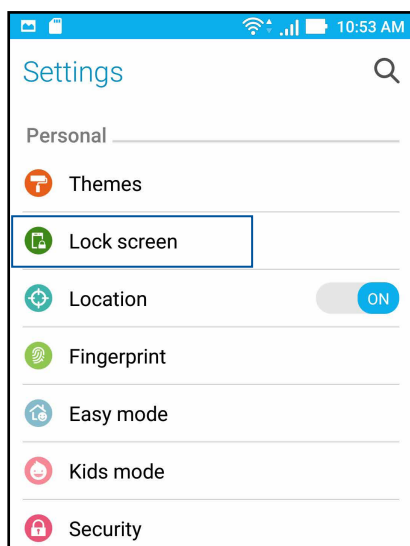 10:53 AM
Settings
Personal
Themes
Lock screen
Location ON
Fingerprint
Easy mode
Kids mode
Security